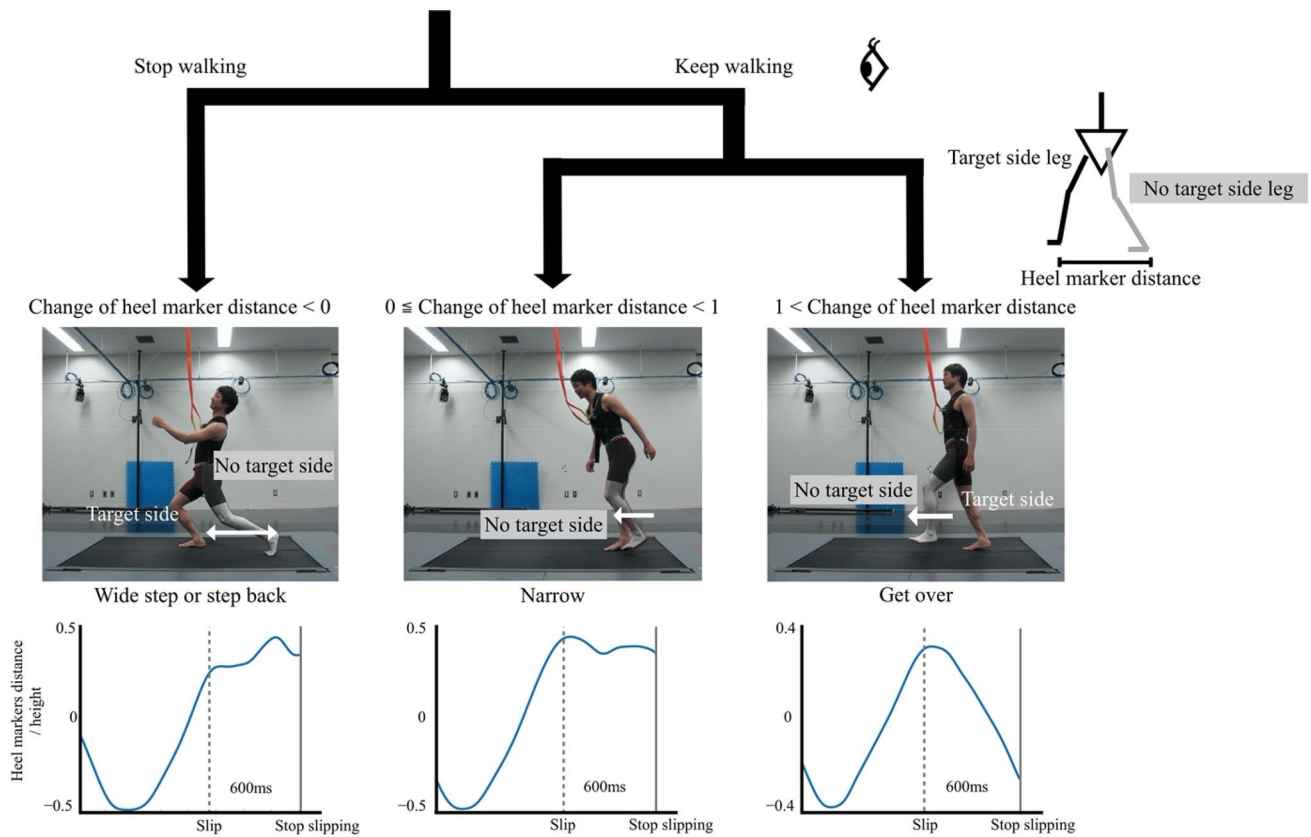 Stop walking
Keep walking
Target side leg
No target side leg
Heel marker distance
Change of heel marker distance < 0
0 ≦ Change of heel marker distance < 1
1 < Change of heel marker distance
No target side
Target side
No target side
No target side
Target side
Wide step or step back
Narrow
Get over
Heel markers distance
/ height
0.5
0
−0.5
600ms
Slip
Stop slipping
0.5
0
−0.5
600ms
Slip
Stop slipping
0.4
0
−0.4
600ms
Slip
Stop slipping